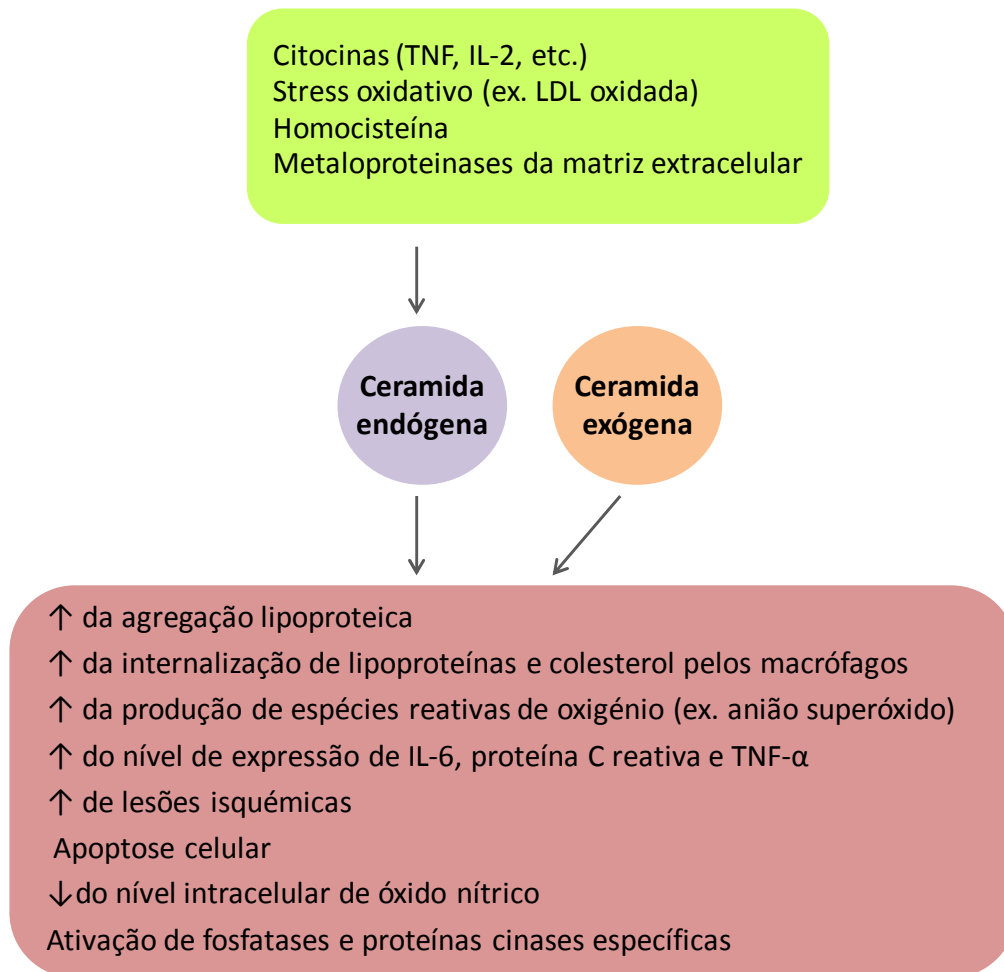 Citocinas (TNF, IL-2, etc.)
Stress oxidativo (ex. LDL oxidada)
Homocisteína
Metaloproteinases da matriz extracelular
Ceramida
endógena
Ceramida
exógena
↑ da agregação lipoproteica
↑ da internalização de lipoproteínas e colesterol pelos macrófagos
↑ da produção de espécies reativas de oxigénio (ex. anião superóxido)
↑ do nível de expressão de IL-6, proteína C reativa e TNF-α
↑ de lesões isquémicas
Apoptose celular
↓do nível intracelular de óxido nítrico
Ativação de fosfatases e proteínas cinases específicas